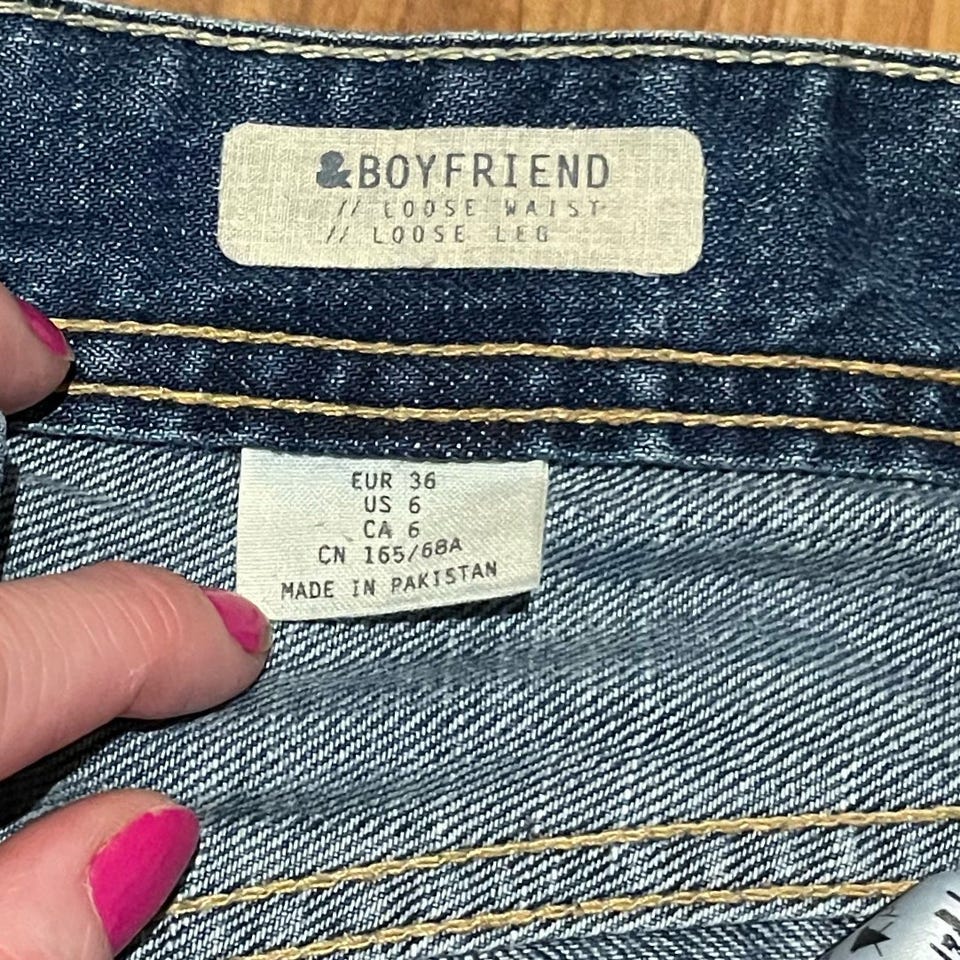 &BOYFRIEND
// LOOSE WAIST
// LOOSE LEG
EUR 36
US 6
CA 6
CN 165/68A
MADE IN PAKISTAN